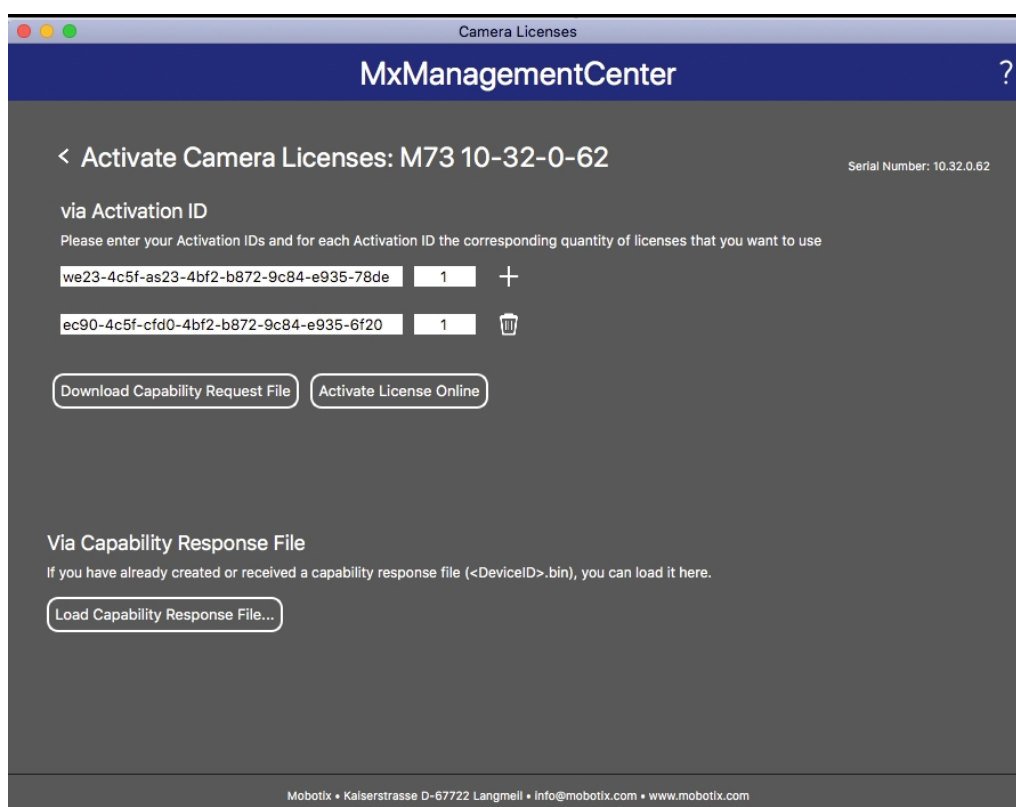 Camera Licenses
MxManagementCenter
?
< Activate Camera Licenses: M73 10-32-0-62
Serial Number: 10.32.0.62
via Activation ID
Please enter your Activation IDs and for each Activation ID the corresponding quantity of licenses that you want to use
we23-4c5f-as23-4bf2-b872-9c84-e935-78de 1
ec90-4c5f-cfd0-4bf2-b872-9c84-e935-6f20 1
Download Capability Request File Activate License Online
Via Capability Response File
If you have already created or received a capability response file (<DeviceID>.bin), you can load it here.
Load Capability Response File...
Mobotix • Kaiserstrasse D-67722 Langmeil • info@mobotix.com • www.mobotix.com